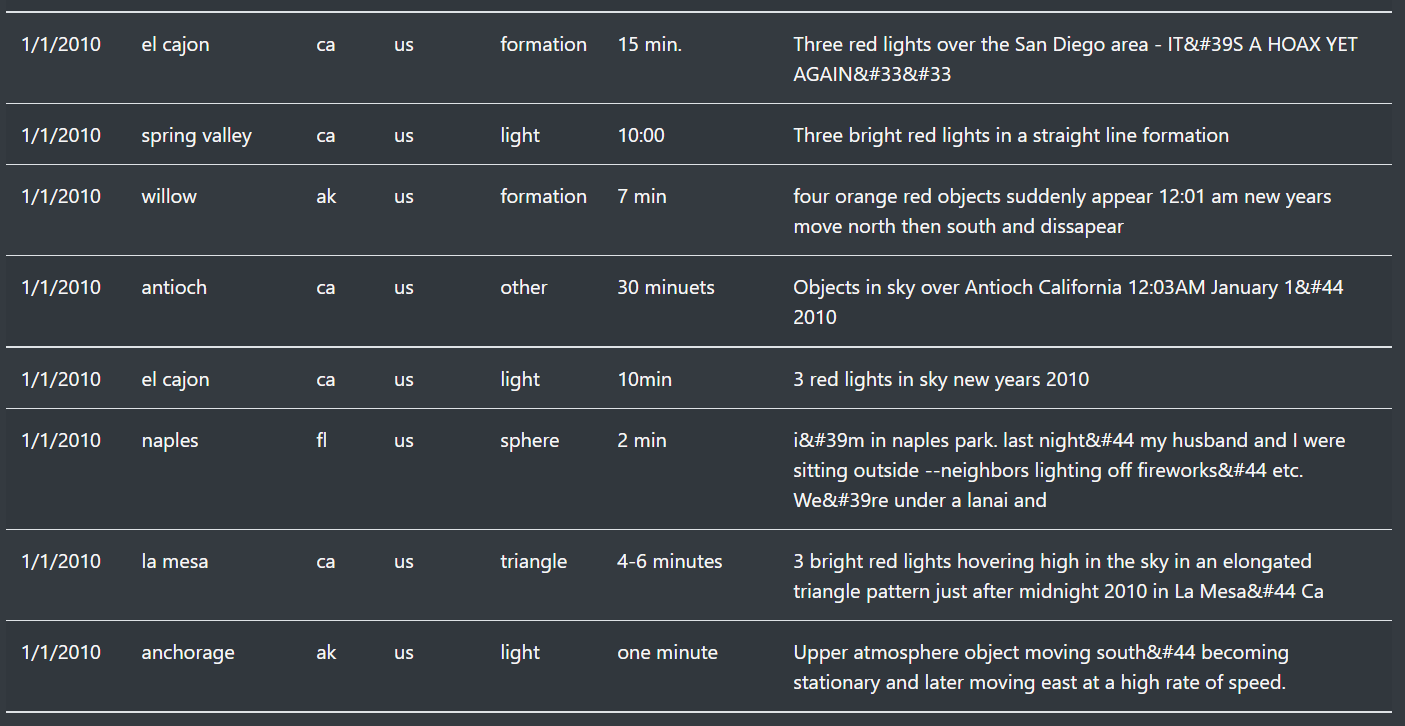 1/1/2010 el cajon ca us formation 15 min. Three red lights over the San Diego area - IT&#39S A HOAX YET
AGAIN&#33&#33
1/1/2010 spring valley ca us light 10:00 Three bright red lights in a straight line formation
1/1/2010 willow ak us formation 7 min four orange red objects suddenly appear 12:01 am new years
move north then south and dissapear
1/1/2010 antioch ca us other 30 minuets Objects in sky over Antioch California 12:03AM January 1&#44
2010
1/1/2010 el cajon ca us light 10min 3 red lights in sky new years 2010
1/1/2010 naples fl us sphere 2 min i&#39m in naples park. last night&#44 my husband and I were
sitting outside --neighbors lighting off fireworks&#44 etc.
We&#39re under a lanai and
1/1/2010 la mesa ca us triangle 4-6 minutes 3 bright red lights hovering high in the sky in an elongated
triangle pattern just after midnight 2010 in La Mesa&#44 Ca
1/1/2010 anchorage ak us light one minute Upper atmosphere object moving south&#44 becoming
stationary and later moving east at a high rate of speed.